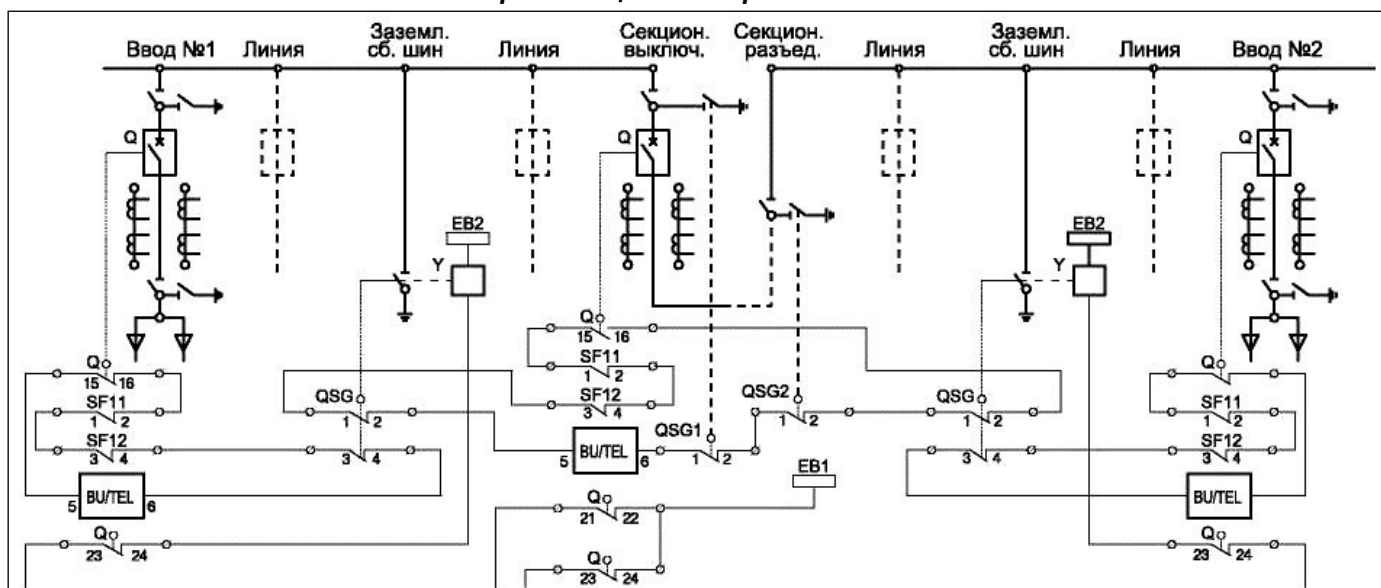 Ввод №1 Линия Заземл. сб. шин Линия Секцион. выключ. Секцион. разъед. Линия Заземл. сб. шин Линия Ввод №2
Q Q Q
EB2 EB2
Y Y
Q
15 16
Q
15 16
Q
SF11
1 2
SF11
1 2
SF11
1 2
SF12
3 4
SF12
3 4
SF12
3 4
QSG
1 2
QSG2
1 2
QSG
1 2
3 4
3 4
QSG1
1 2
5 BU/TEL 6
5 BU/TEL 6
BU/TEL
EB1
Q
21 22
Q
23 24
Q
23 24
Q
23 24